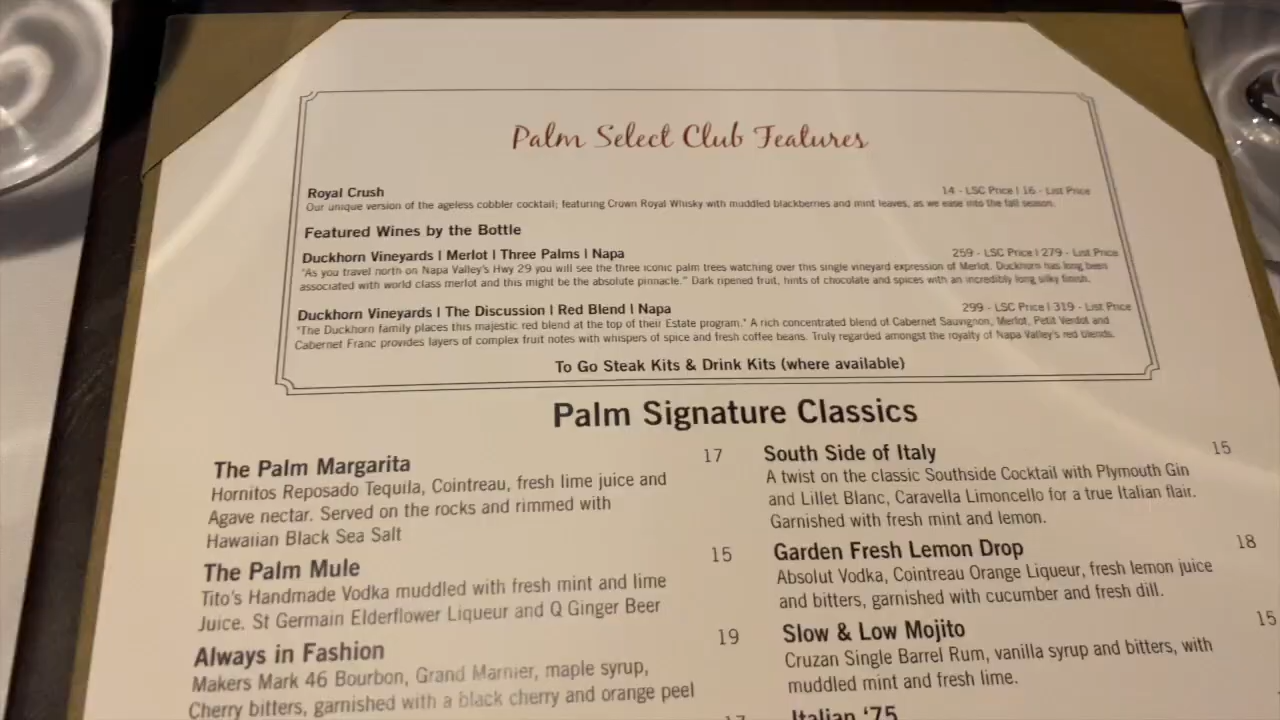 Palm Select Club Features
Royal Crush 14 - LSC Price | 16 - List Price
Our unique version of the ageless cobbler cocktail; featuring Crown Royal Whisky with muddled blackberries and mint leaves, as we ease into the fall season.
Featured Wines by the Bottle
Duckhorn Vineyards | Merlot | Three Palms | Napa 259 - LSC Price | 279 - List Price
"As you travel north on Napa Valley's Hwy 29 you will see the three iconic palm trees watching over this single vineyard expression of Merlot. Duckhorn has long been
associated with world class merlot and this might be the absolute pinnacle." Dark ripened fruit, hints of chocolate and spices with an incredibly long silky finish.
Duckhorn Vineyards | The Discussion | Red Blend | Napa 299 - LSC Price | 319 - List Price
"The Duckhorn family places this majestic red blend at the top of their Estate program." A rich concentrated blend of Cabernet Sauvignon, Merlot, Petit Verdot and
Cabernet Franc provides layers of complex fruit notes with whispers of spice and fresh coffee beans. Truly regarded amongst the royalty of Napa Valley's red blends.
To Go Steak Kits & Drink Kits (where available)
Palm Signature Classics
The Palm Margarita 17
Hornitos Reposado Tequila, Cointreau, fresh lime juice and
Agave nectar. Served on the rocks and rimmed with
Hawaiian Black Sea Salt
The Palm Mule 15
Tito's Handmade Vodka muddled with fresh mint and lime
Juice. St Germain Elderflower Liqueur and Q Ginger Beer
Always in Fashion 19
Makers Mark 46 Bourbon, Grand Marnier, maple syrup,
Cherry bitters, garnished with a black cherry and orange peel
17
South Side of Italy 15
A twist on the classic Southside Cocktail with Plymouth Gin
and Lillet Blanc, Caravella Limoncello for a true Italian flair.
Garnished with fresh mint and lemon.
Garden Fresh Lemon Drop 18
Absolut Vodka, Cointreau Orange Liqueur, fresh lemon juice
and bitters, garnished with cucumber and fresh dill.
Slow & Low Mojito 15
Cruzan Single Barrel Rum, vanilla syrup and bitters, with
muddled mint and fresh lime.
Italian '75